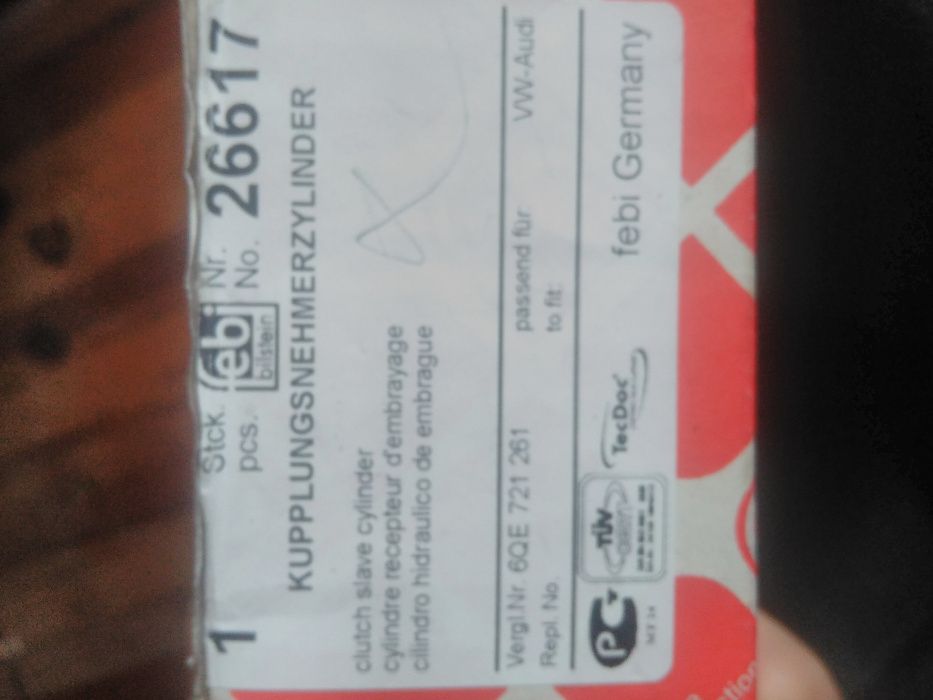 1 Stck. febi Nr. 26617
pcs. bilstein No.
KUPPLUNGSNEHMERZYLINDER
clutch slave cylinder
cylindre recepteur d'embrayage
cilindro hidraulico de embrague
Vergl.Nr. 6QE 721 261 passend für: VW-Audi
Repl. No. to fit:
PC TÜV TecDoc febi Germany